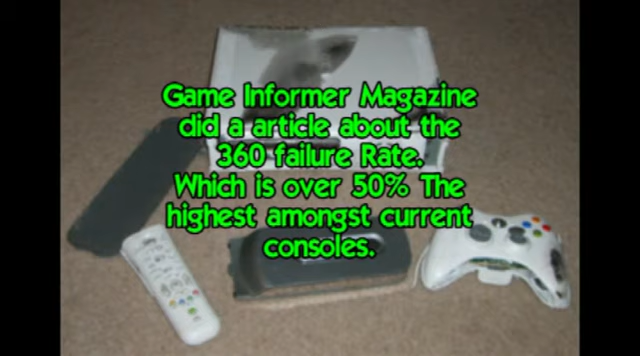 Game Informer Magazine
did a article about the
360 failure Rate.
Which is over 50% The
highest amongst current
consoles.